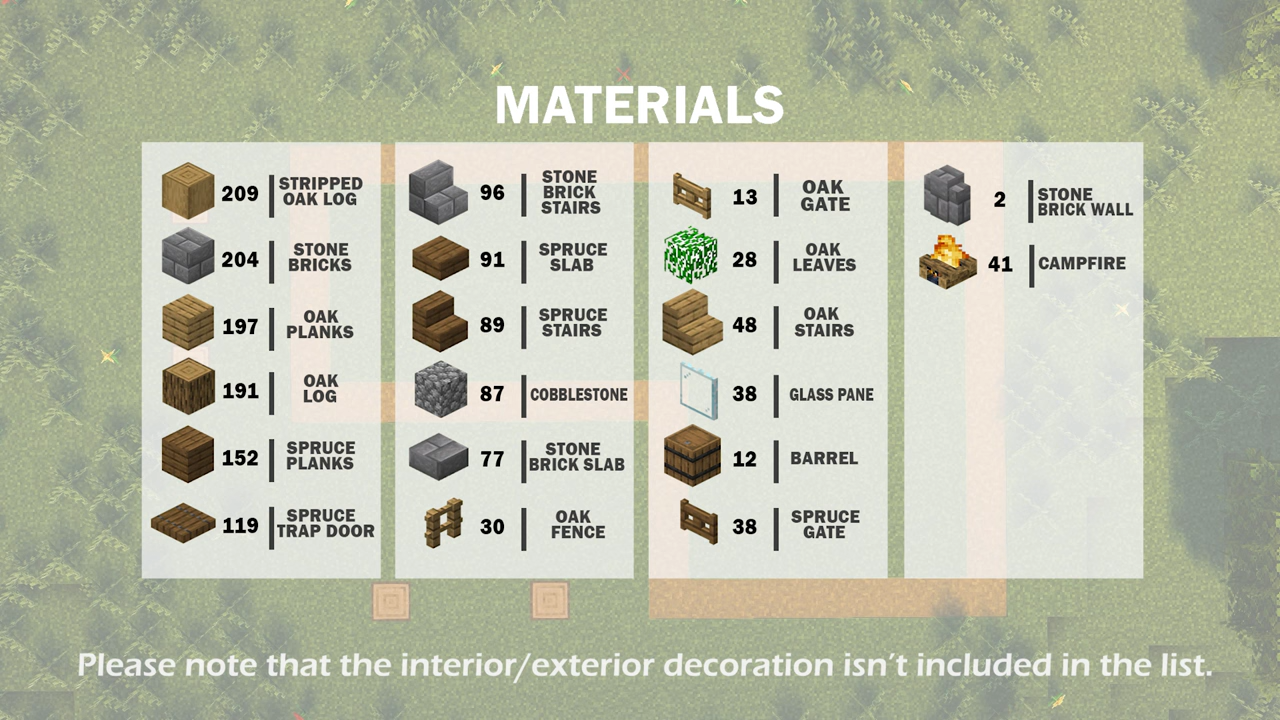 MATERIALS
209 STRIPPED
OAK LOG
204 STONE
BRICKS
197 OAK
PLANKS
191 OAK
LOG
152 SPRUCE
PLANKS
119 SPRUCE
TRAP DOOR
96 STONE
BRICK
STAIRS
91 SPRUCE
SLAB
89 SPRUCE
STAIRS
87 COBBLESTONE
77 STONE
BRICK SLAB
30 OAK
FENCE
13 OAK
GATE
28 OAK
LEAVES
48 OAK
STAIRS
38 GLASS PANE
12 BARREL
38 SPRUCE
GATE
2 STONE
BRICK WALL
41 CAMPFIRE
Please note that the interior/exterior decoration isn't included in the list.